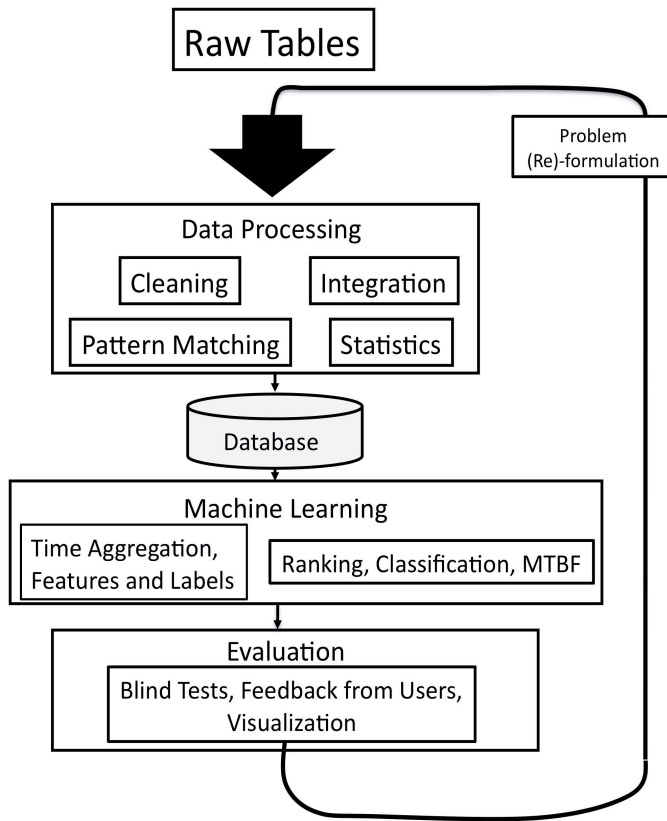 Raw Tables
Problem
(Re)-formulation
Data Processing
Cleaning
Integration
Pattern Matching
Statistics
Database
Machine Learning
Time Aggregation,
Features and Labels
Ranking, Classification, MTBF
Evaluation
Blind Tests, Feedback from Users,
Visualization